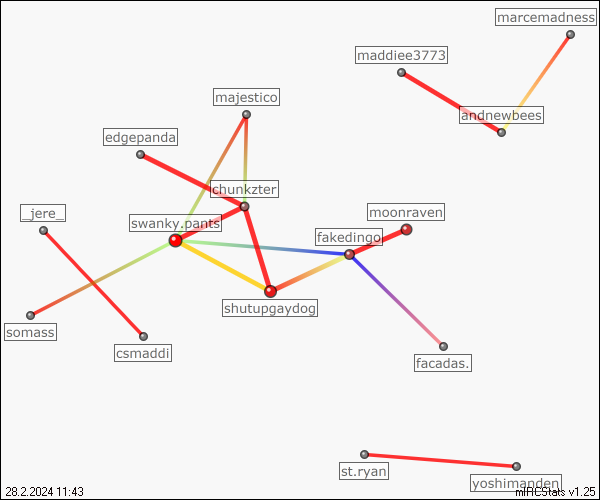 marcemadness
maddiee3773
majestico
andnewbees
edgepanda
chunkzter
_jere_
moonraven
swanky.pants
fakedingo
shutupgaydog
somass
csmaddi
facadas.
st.ryan
yoshimanden
28.2.2024 11:43
mIRCStats v1.25